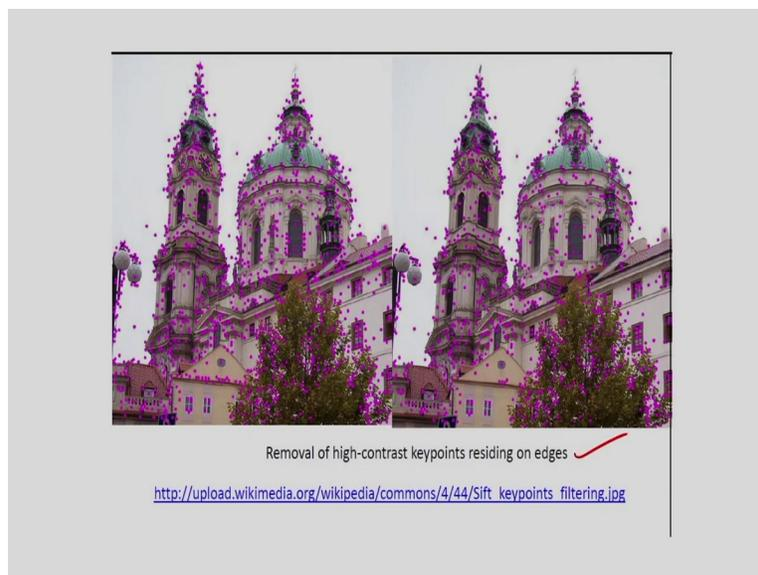 Removal of high-contrast keypoints residing on edges
http://upload.wikimedia.org/wikipedia/commons/4/44/Sift_keypoints_filtering.jpg